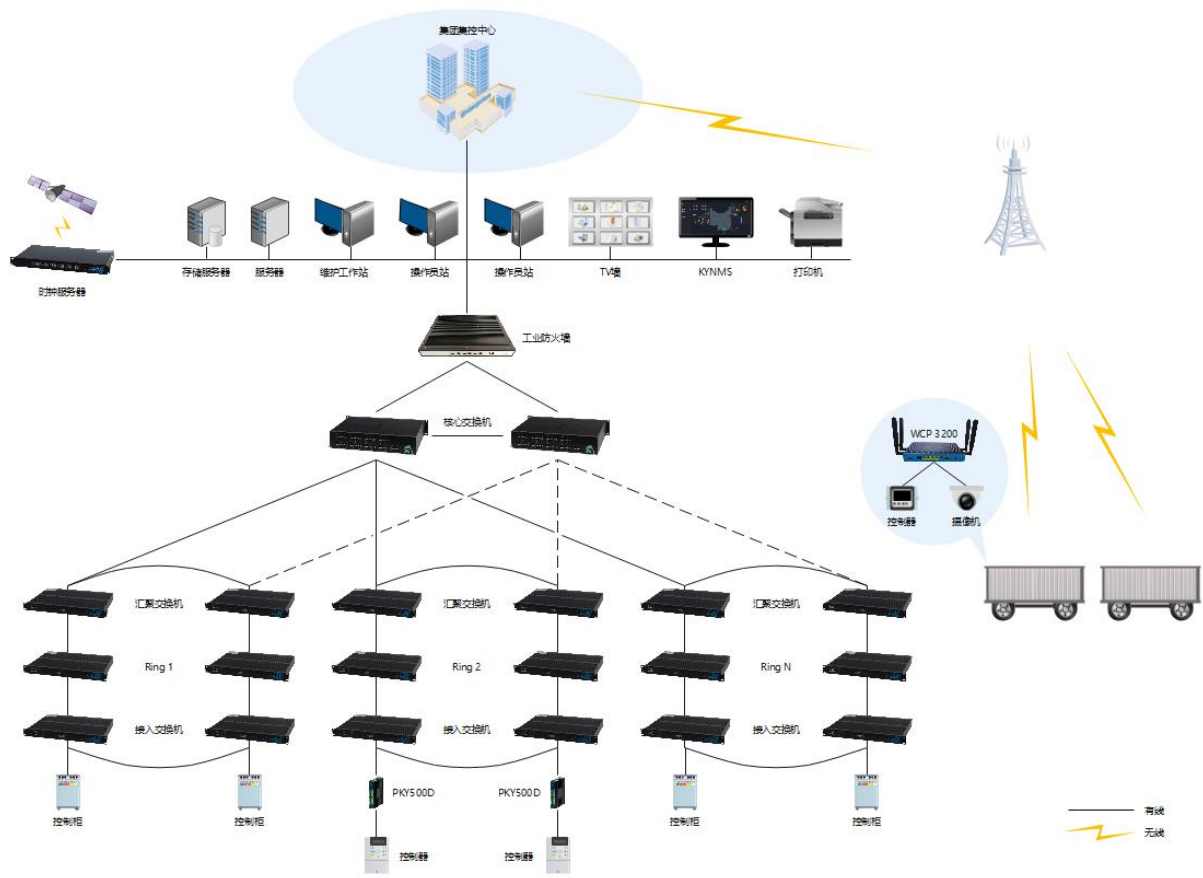 集团集控中心
存储服务器
服务器
维护工作站
操作员站
操作员站
TV墙
KYNMS
打印机
时钟服务器
工业防火墙
核心交换机
WCP 3200
控制器
摄像机
汇聚交换机
汇聚交换机
汇聚交换机
Ring 1
Ring 2
Ring N
接入交换机
接入交换机
接入交换机
PKY500D
PKY500D
控制柜
控制柜
控制柜
控制柜
有线
无线
控制器
控制器